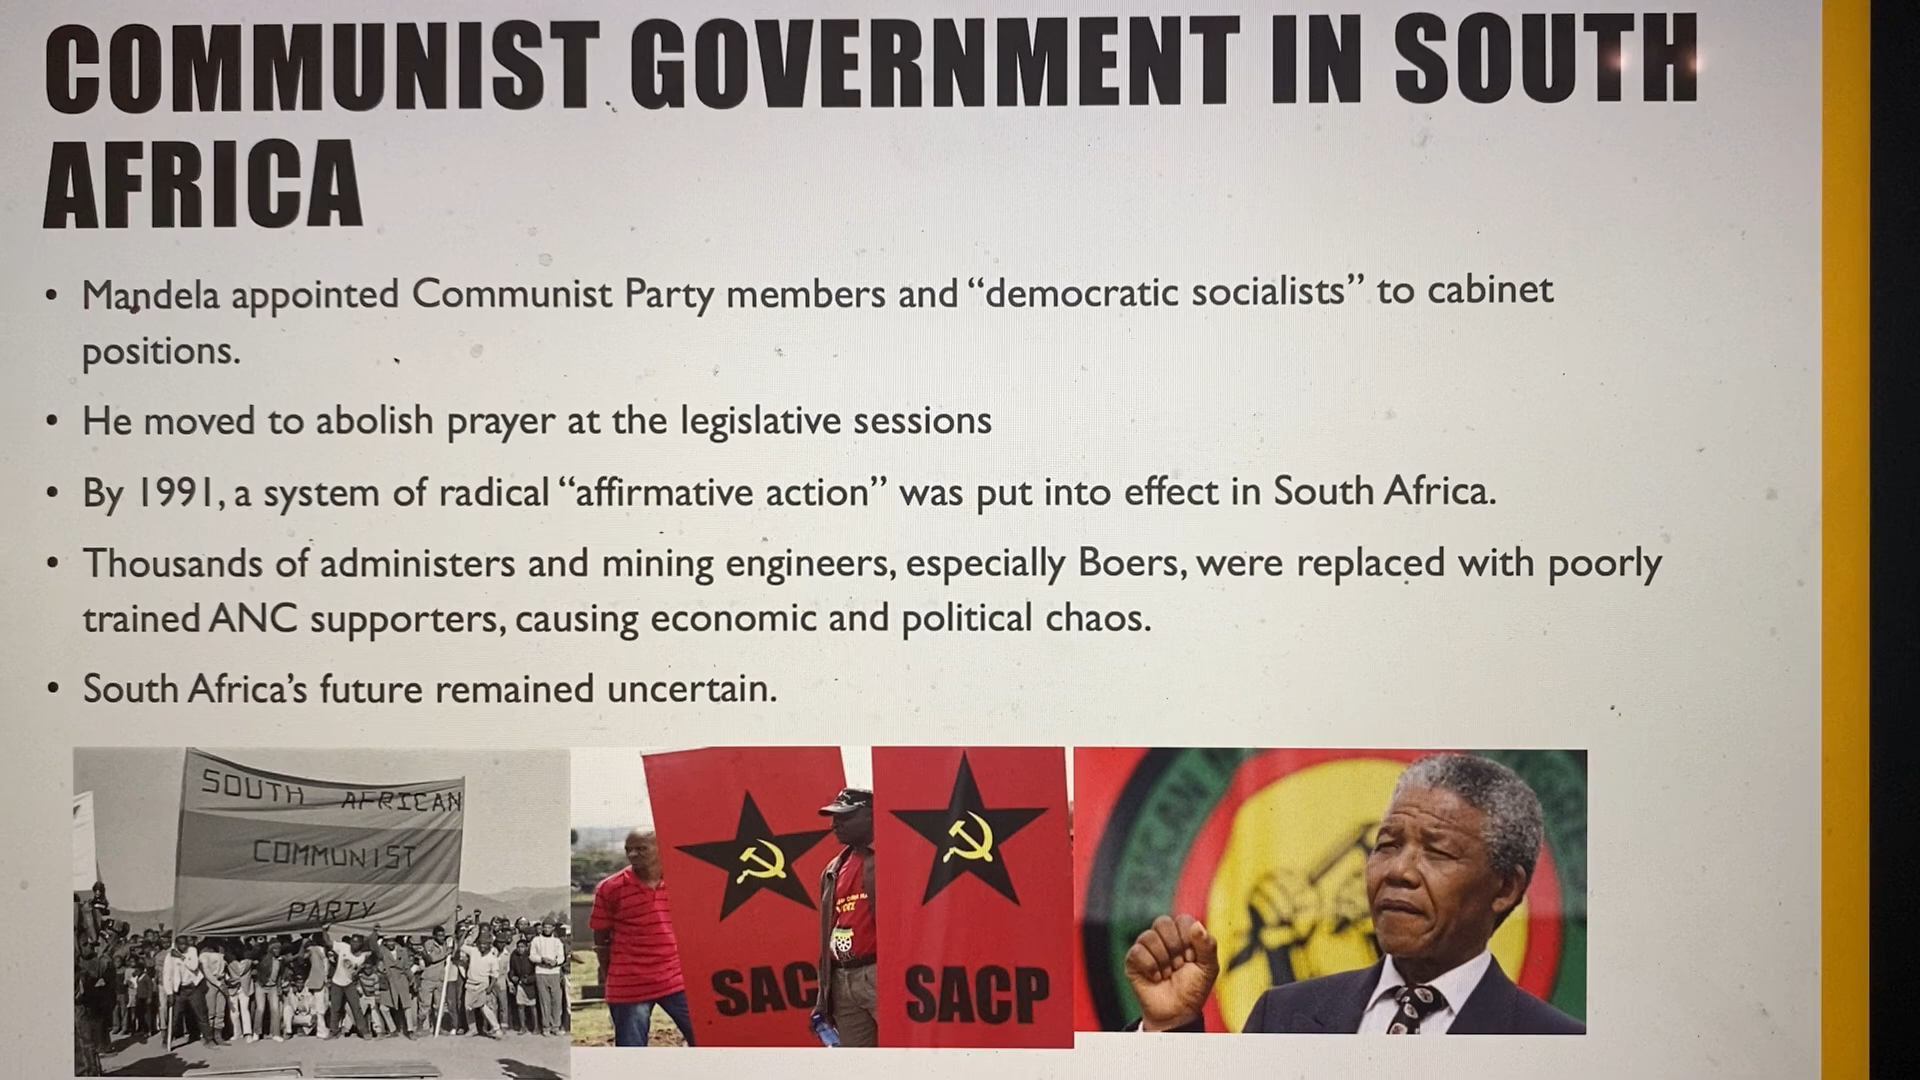 COMMUNIST GOVERNMENT IN SOUTH
AFRICA
• Mandela appointed Communist Party members and “democratic socialists” to cabinet
positions.
• He moved to abolish prayer at the legislative sessions
• By 1991, a system of radical “affirmative action” was put into effect in South Africa.
• Thousands of administers and mining engineers, especially Boers, were replaced with poorly
trained ANC supporters, causing economic and political chaos.
• South Africa’s future remained uncertain.
SOUTH AFRICAN
COMMUNIST
PARTY
SAC
SACP